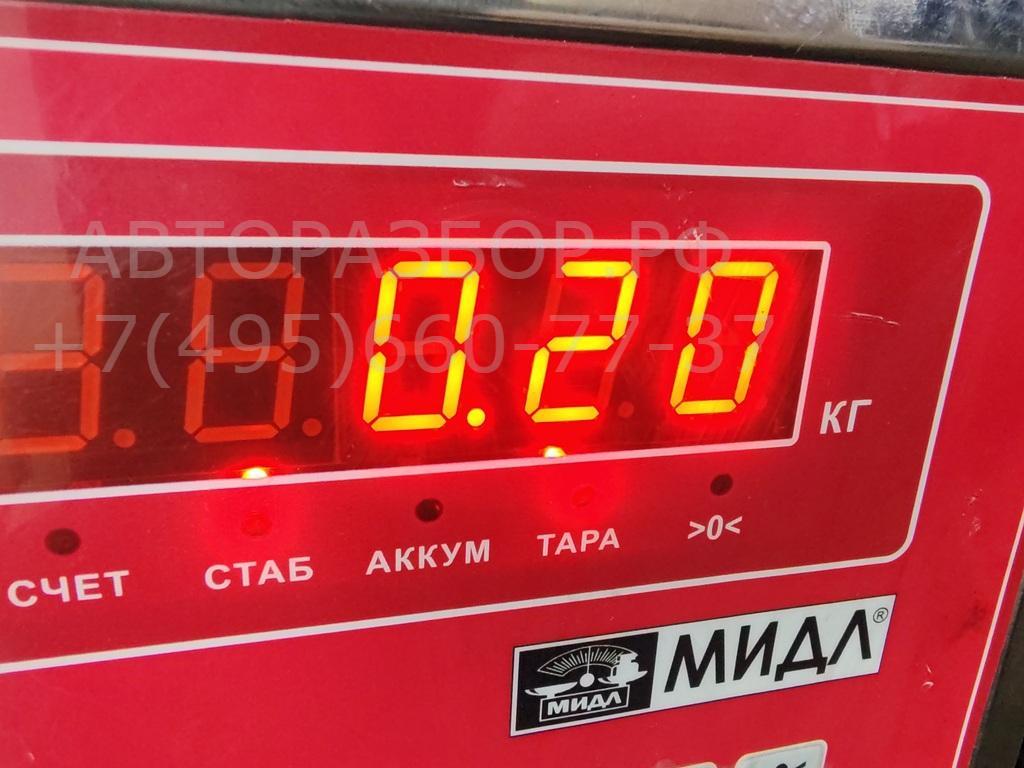 АВТОРАЗБОР.РФ
+7(495)660-77-37
0.20
КГ
СЧЕТ СТАБ АККУМ ТАРА >0<
МИДЛ МИДЛ®